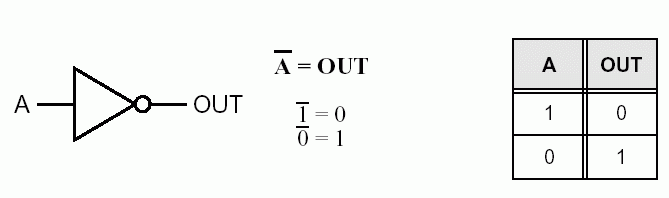 A OUT
A̅ = OUT
1̅ = 0
0̅ = 1
A OUT
1 0
0 1